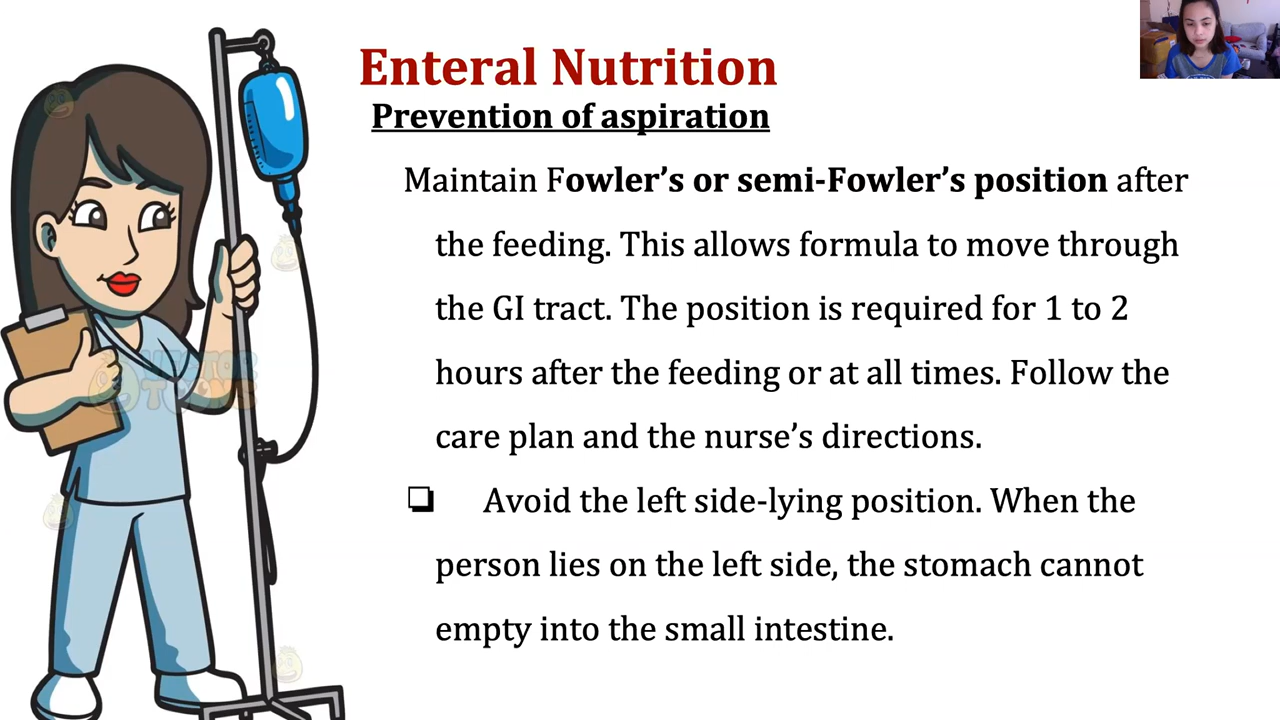 Enteral Nutrition
Prevention of aspiration
Maintain Fowler’s or semi-Fowler’s position after
the feeding. This allows formula to move through
the GI tract. The position is required for 1 to 2
hours after the feeding or at all times. Follow the
care plan and the nurse’s directions.
❑ Avoid the left side-lying position. When the
person lies on the left side, the stomach cannot
empty into the small intestine.
VECTOR
TOONS